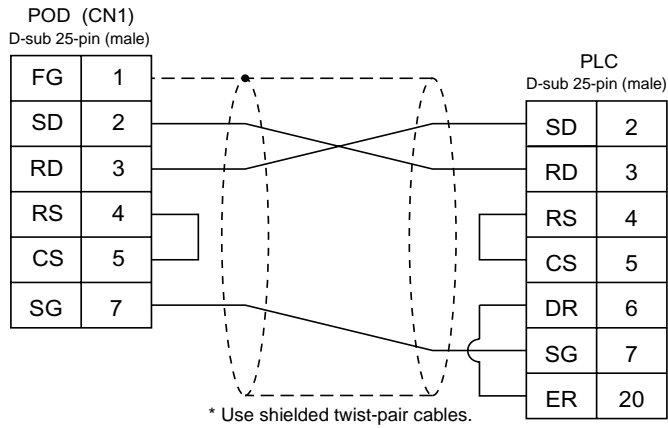 POD (CN1)
D-sub 25-pin (male)
FG 1
SD 2
RD 3
RS 4
CS 5
SG 7
PLC
D-sub 25-pin (male)
SD 2
RD 3
RS 4
CS 5
DR 6
SG 7
ER 20
* Use shielded twist-pair cables.